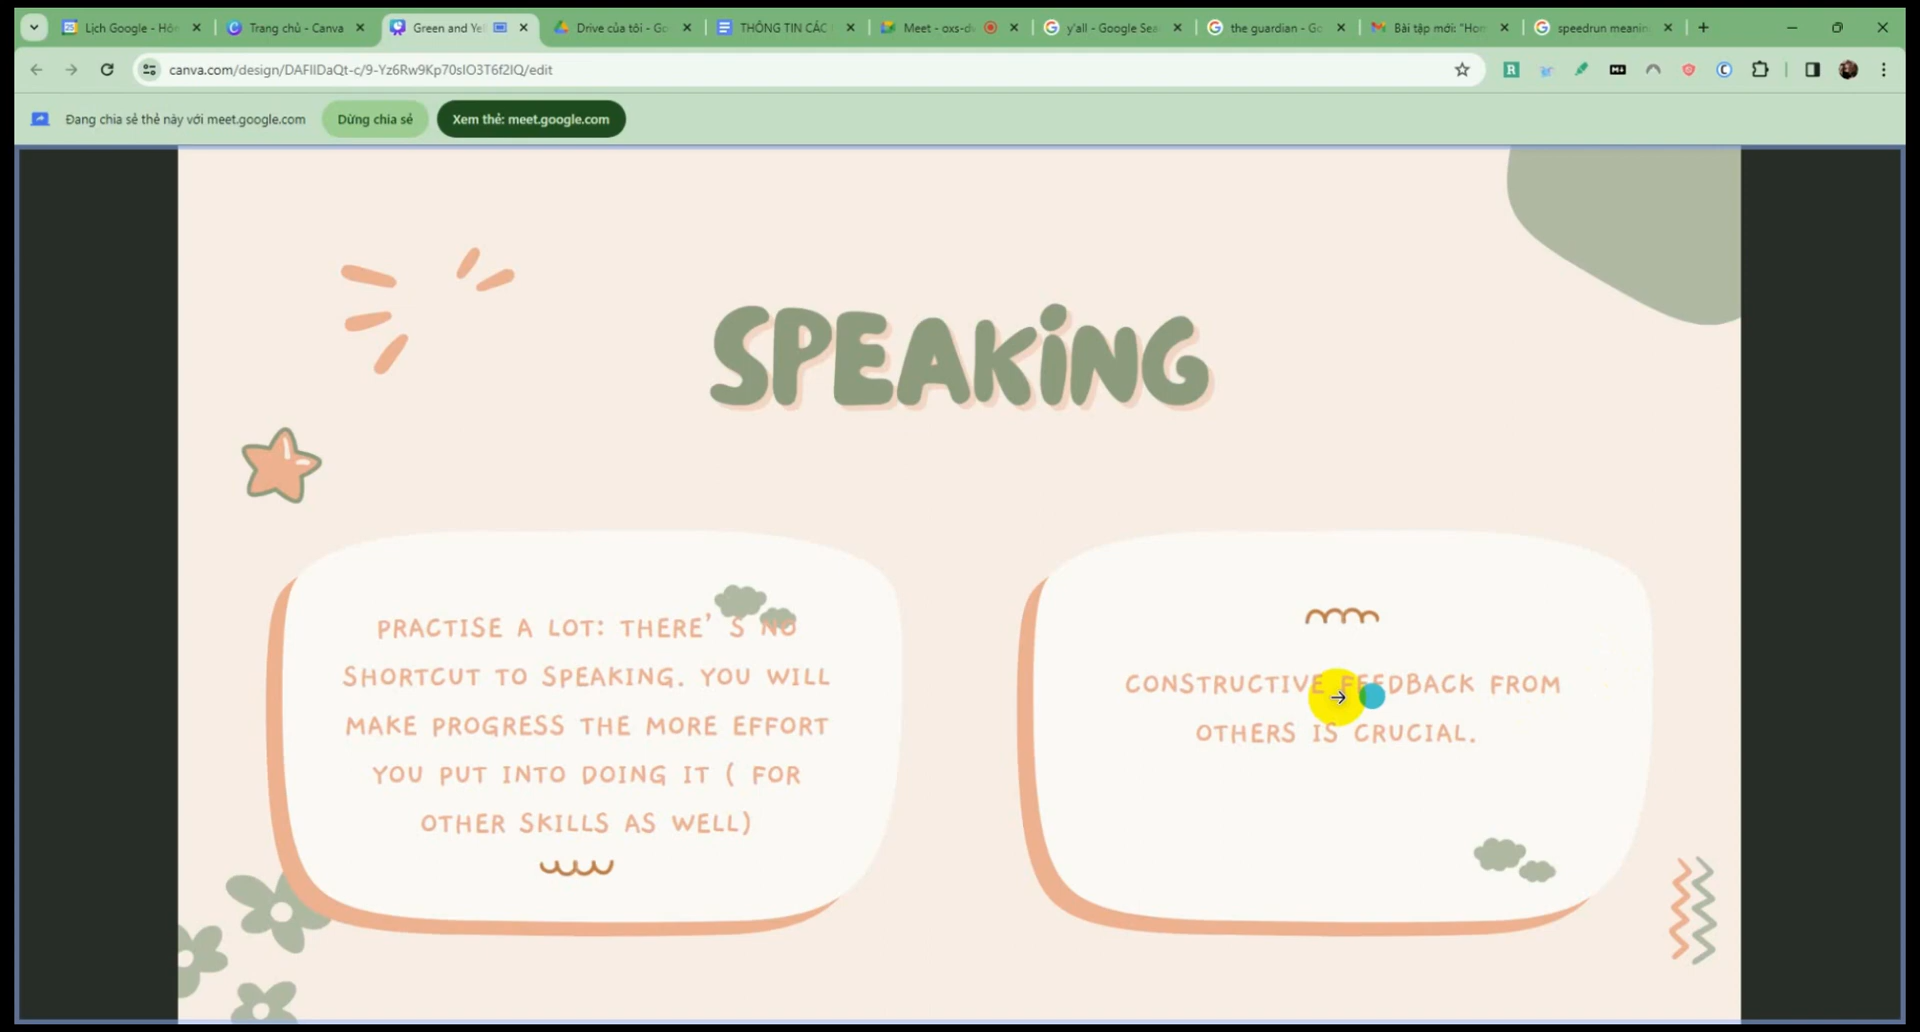 Lịch Google - Hôm
Trang chủ - Canva
Green and Yel
Drive của tôi - Go
THÔNG TIN CÁC
Meet - oxs-d
y'all - Google Sea
the guardian - Go
Bài tập mới: "Hom
speedrun meanin
canva.com/design/DAFIlDaQt-c/9-Yz6Rw9Kp70sIO3T6f2IQ/edit
Đang chia sẻ thẻ này với meet.google.com
Dừng chia sẻ
Xem thẻ: meet.google.com
SPEAKING
PRACTISE A LOT: THERE' S NO
SHORTCUT TO SPEAKING. YOU WILL
MAKE PROGRESS THE MORE EFFORT
YOU PUT INTO DOING IT ( FOR
OTHER SKILLS AS WELL)
CONSTRUCTIVE FEEDBACK FROM
OTHERS IS CRUCIAL.